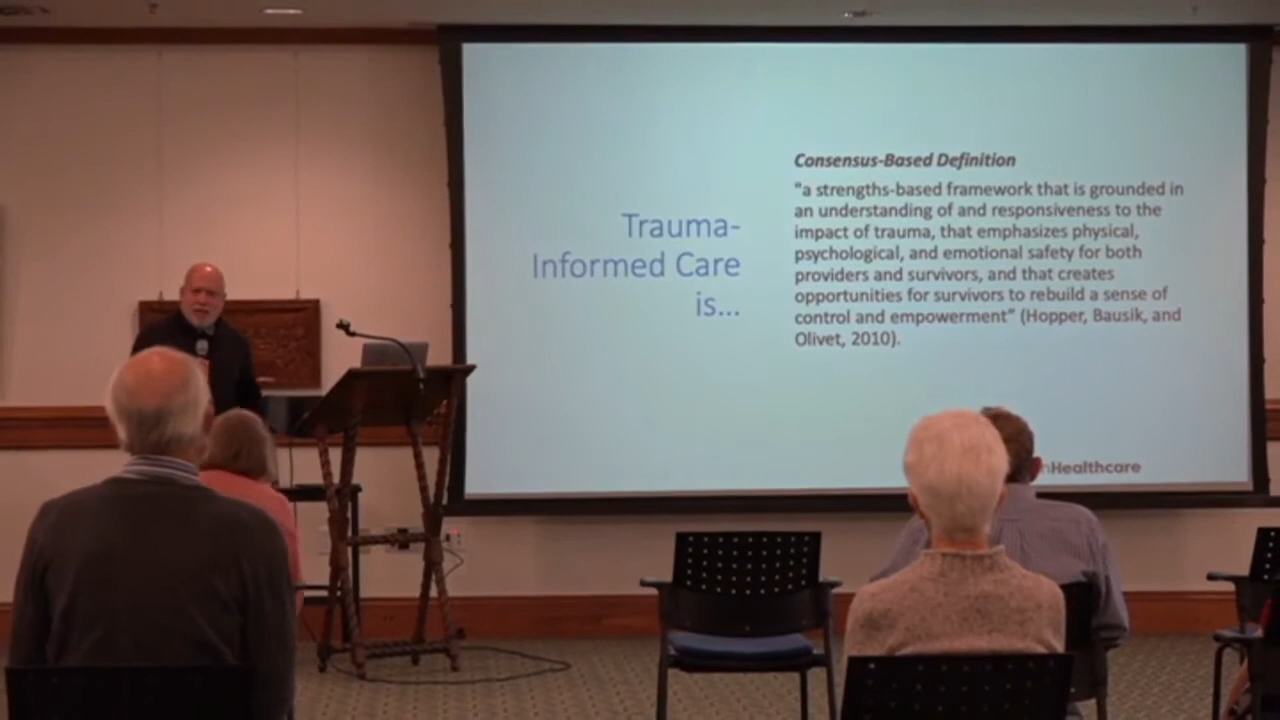 Trauma-
Informed Care
is...
Consensus-Based Definition
"a strengths-based framework that is grounded in
an understanding of and responsiveness to the
impact of trauma, that emphasizes physical,
psychological, and emotional safety for both
providers and survivors, and that creates
opportunities for survivors to rebuild a sense of
control and empowerment” (Hopper, Bausik, and
Olivet, 2010).
nHealthcare